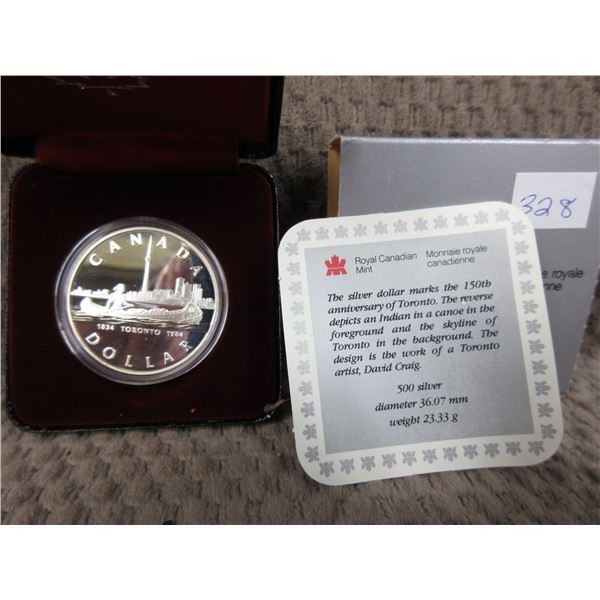 CANADA
1834 TORONTO 1984
DOLLAR
Royal Canadian Mint
Monnaie royale canadienne
The silver dollar marks the 150th
anniversary of Toronto. The reverse
depicts an Indian in a canoe in the
foreground and the skyline of
Toronto in the background. The
design is the work of a Toronto
artist, David Craig.
500 silver
diameter 36.07 mm
weight 23.33 g
328
royale
ienne